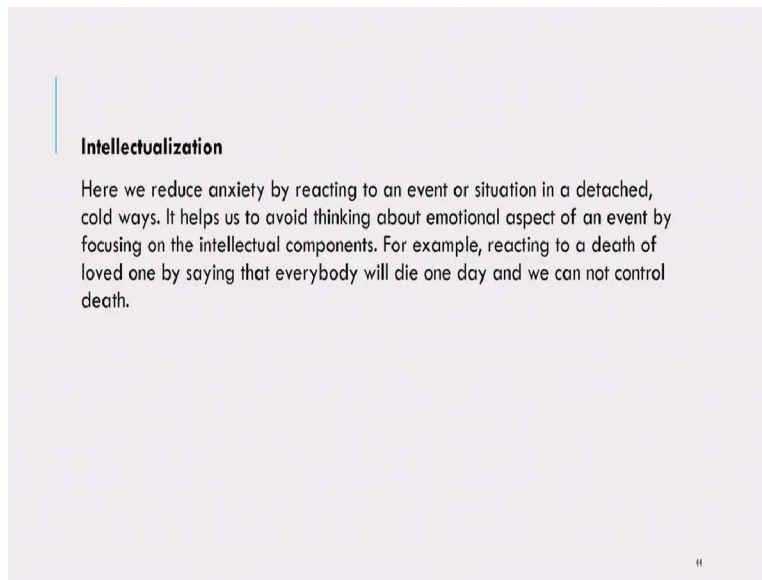 Intellectualization
Here we reduce anxiety by reacting to an event or situation in a detached,
cold ways. It helps us to avoid thinking about emotional aspect of an event by
focusing on the intellectual components. For example, reacting to a death of
loved one by saying that everybody will die one day and we can not control
death.